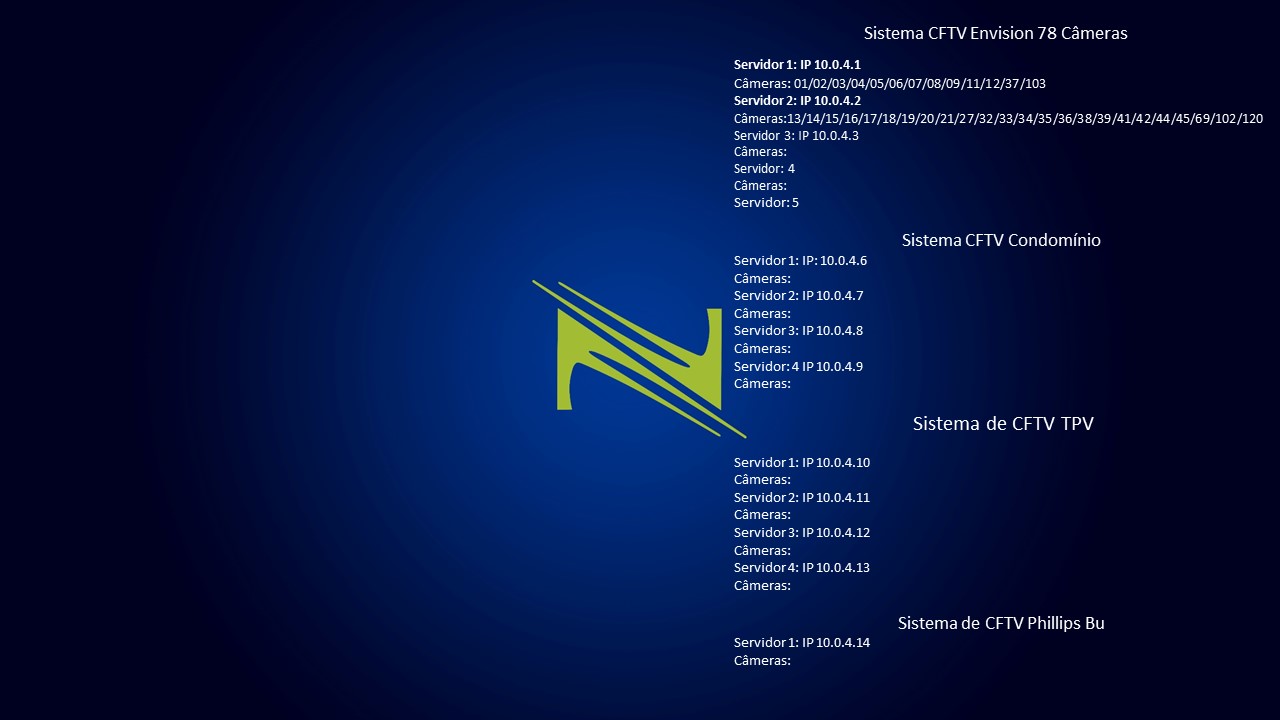 Sistema CFTV Envision 78 Câmeras
Servidor 1: IP 10.0.4.1
Câmeras: 01/02/03/04/05/06/07/08/09/11/12/37/103
Servidor 2: IP 10.0.4.2
Câmeras:13/14/15/16/17/18/19/20/21/27/32/33/34/35/36/38/39/41/42/44/45/69/102/120
Servidor 3: IP 10.0.4.3
Câmeras:
Servidor: 4
Câmeras:
Servidor: 5
Sistema CFTV Condomínio
Servidor 1: IP: 10.0.4.6
Câmeras:
Servidor 2: IP 10.0.4.7
Câmeras:
Servidor 3: IP 10.0.4.8
Câmeras:
Servidor: 4 IP 10.0.4.9
Câmeras:
Sistema de CFTV TPV
Servidor 1: IP 10.0.4.10
Câmeras:
Servidor 2: IP 10.0.4.11
Câmeras:
Servidor 3: IP 10.0.4.12
Câmeras:
Servidor 4: IP 10.0.4.13
Câmeras:
Sistema de CFTV Phillips Bu
Servidor 1: IP 10.0.4.14
Câmeras: